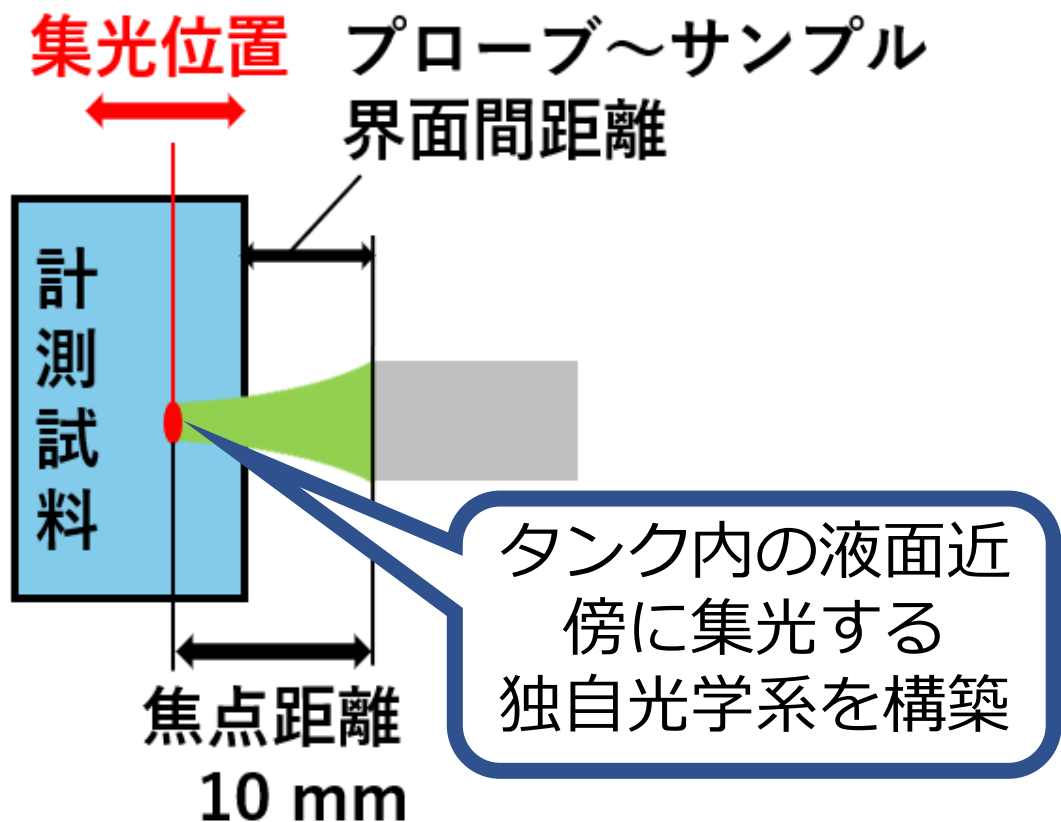 集光位置
プローブ～サンプル
界面間距離
計測試料
タンク内の液面近
傍に集光する
独自光学系を構築
焦点距離
10 mm